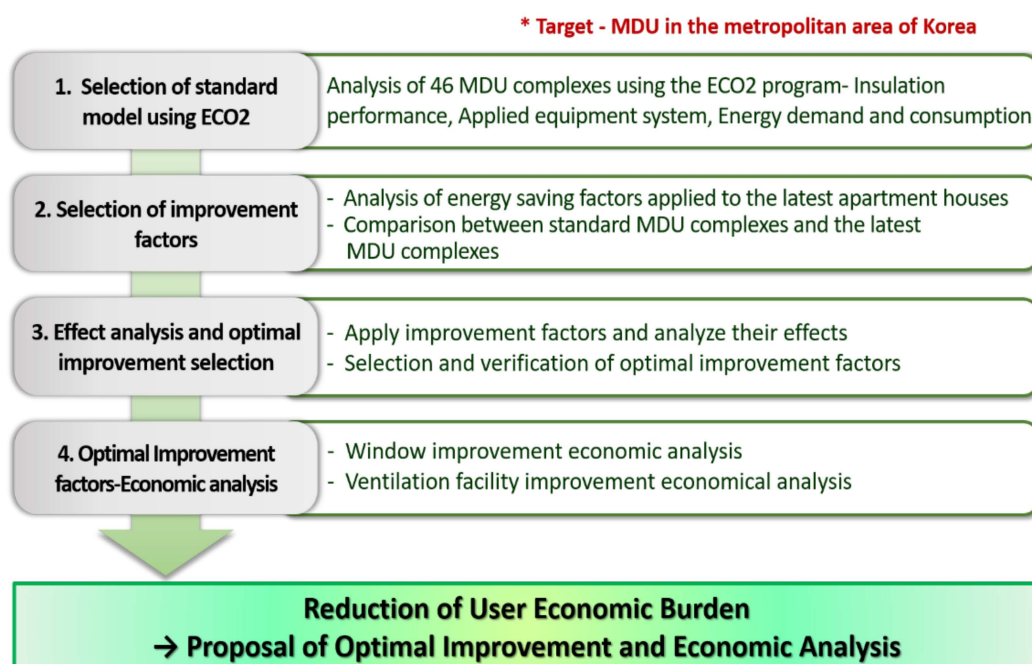 * Target - MDU in the metropolitan area of Korea
1. Selection of standard
model using ECO2
Analysis of 46 MDU complexes using the ECO2 program- Insulation
performance, Applied equipment system, Energy demand and consumption
2. Selection of improvement
factors
- Analysis of energy saving factors applied to the latest apartment houses
- Comparison between standard MDU complexes and the latest
MDU complexes
3. Effect analysis and optimal
improvement selection
- Apply improvement factors and analyze their effects
- Selection and verification of optimal improvement factors
4. Optimal Improvement
factors-Economic analysis
- Window improvement economic analysis
- Ventilation facility improvement economical analysis
Reduction of User Economic Burden
→ Proposal of Optimal Improvement and Economic Analysis